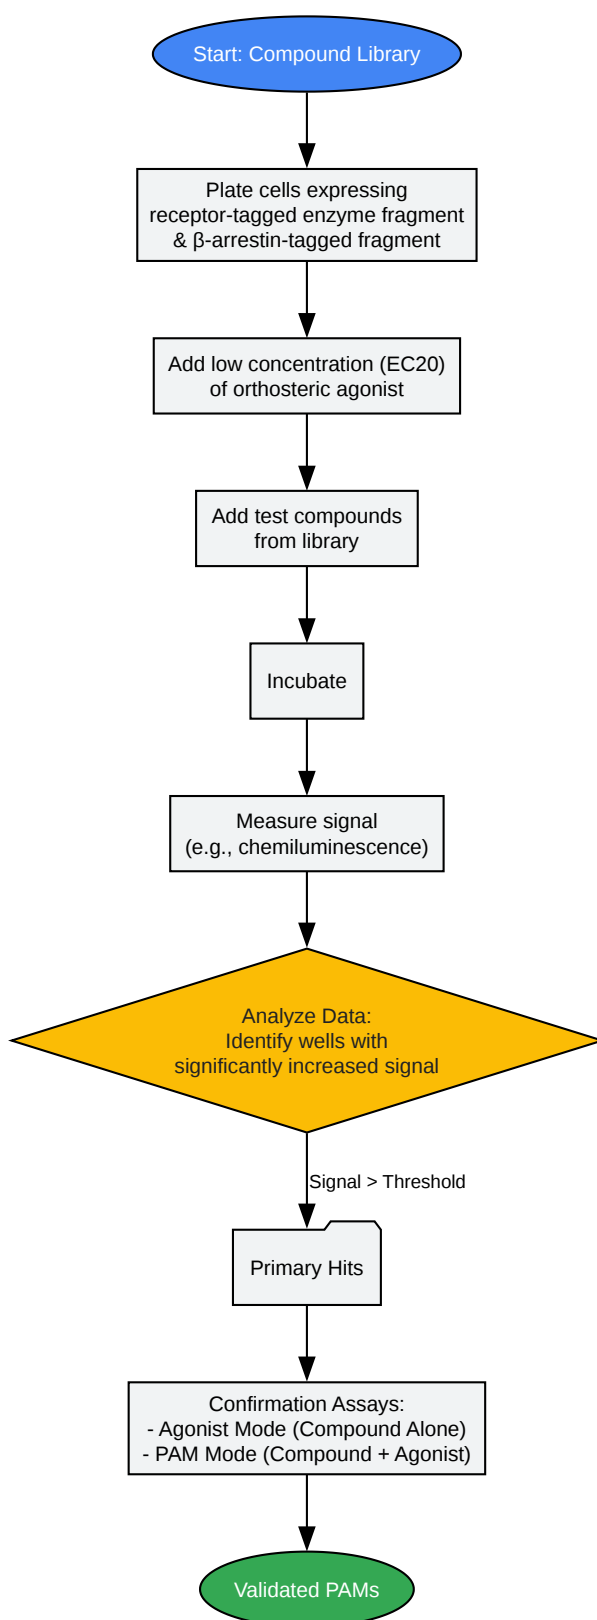 Start: Compound Library
Plate cells expressing
receptor-tagged enzyme fragment
& β-arrestin-tagged fragment
Add low concentration (EC20)
of orthosteric agonist
Add test compounds
from library
Incubate
Measure signal
(e.g., chemiluminescence)
Analyze Data:
Identify wells with
significantly increased signal
Signal > Threshold
Primary Hits
Confirmation Assays:
- Agonist Mode (Compound Alone)
- PAM Mode (Compound + Agonist)
Validated PAMs